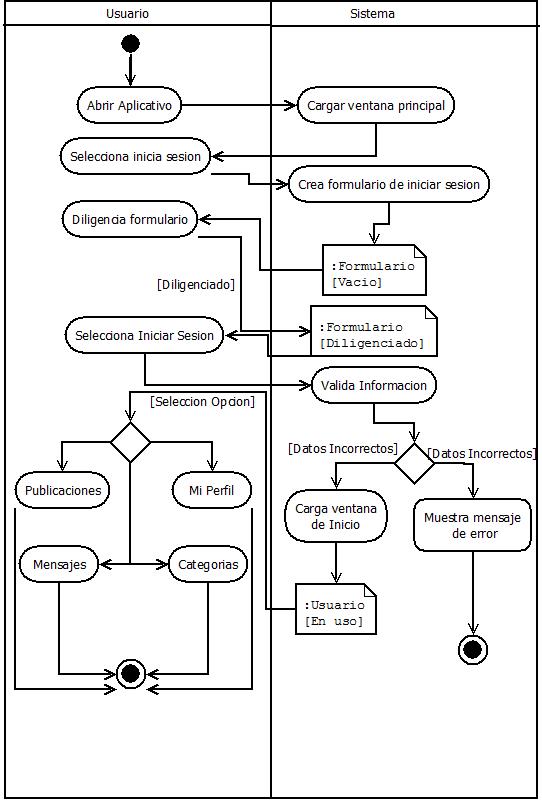 Usuario
Sistema
Abrir Aplicativo
Cargar ventana principal
Selecciona inicia sesion
Crea formulario de iniciar sesion
Diligencia formulario
:Formulario
[Vacio]
[Diligenciado]
:Formulario
[Diligenciado]
Selecciona Iniciar Sesion
Valida Informacion
[Seleccion Opcion]
[Datos Incorrectos]
[Datos Incorrectos]
Publicaciones
Mi Perfil
Carga ventana
de Inicio
Muestra mensaje
de error
Mensajes
Categorias
:Usuario
[En uso]